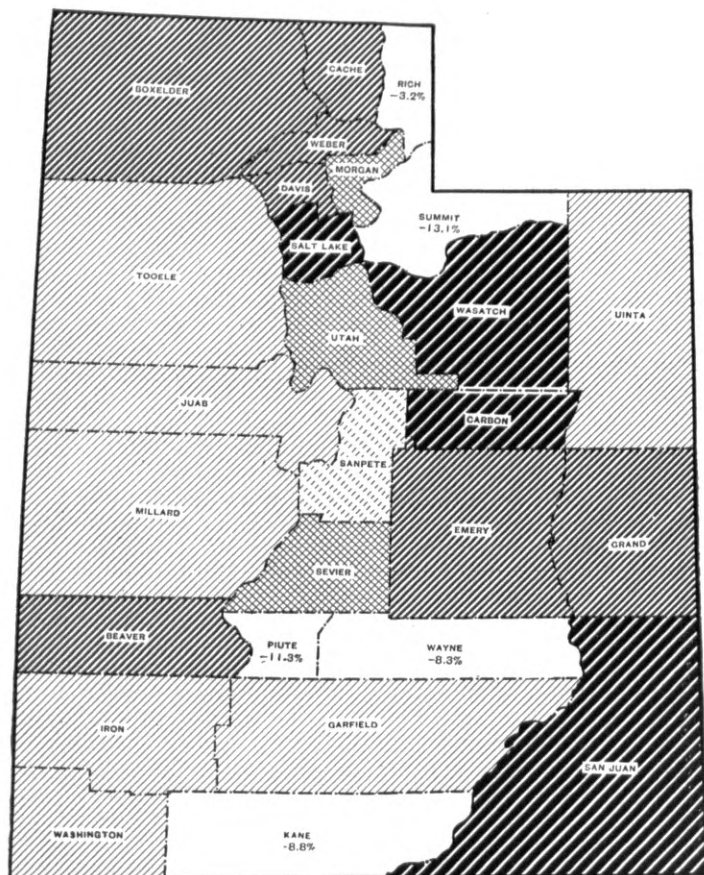 CACHE
BOXELDER
RICH
-3.2%
WEBER
MORGAN
DAVIS
SUMMIT
-13.1%
SALT LAKE
TOOELE
WASATCH
UINTA
UTAH
JUAB
CARBON
SANPETE
MILLARD
EMERY
GRAND
SEVIER
BEAVER
PIUTE
-11.3%
WAYNE
-8.3%
IRON
GARFIELD
SAN JUAN
WASHINGTON
KANE
-8.8%